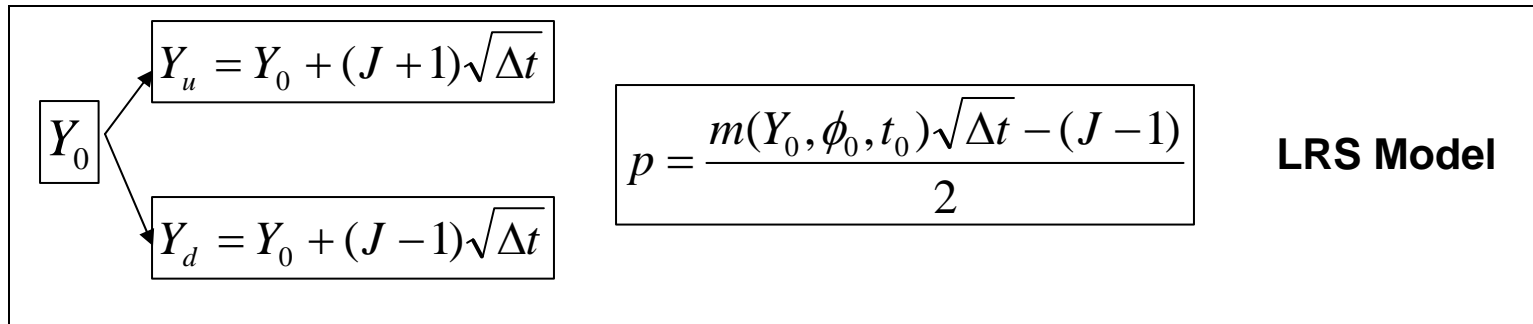 Y_u = Y_0 + (J + 1)√Δt
Y_0
p = (m(Y_0, ϕ_0, t_0)√Δt − (J − 1)) / 2
LRS Model
Y_d = Y_0 + (J − 1)√Δt